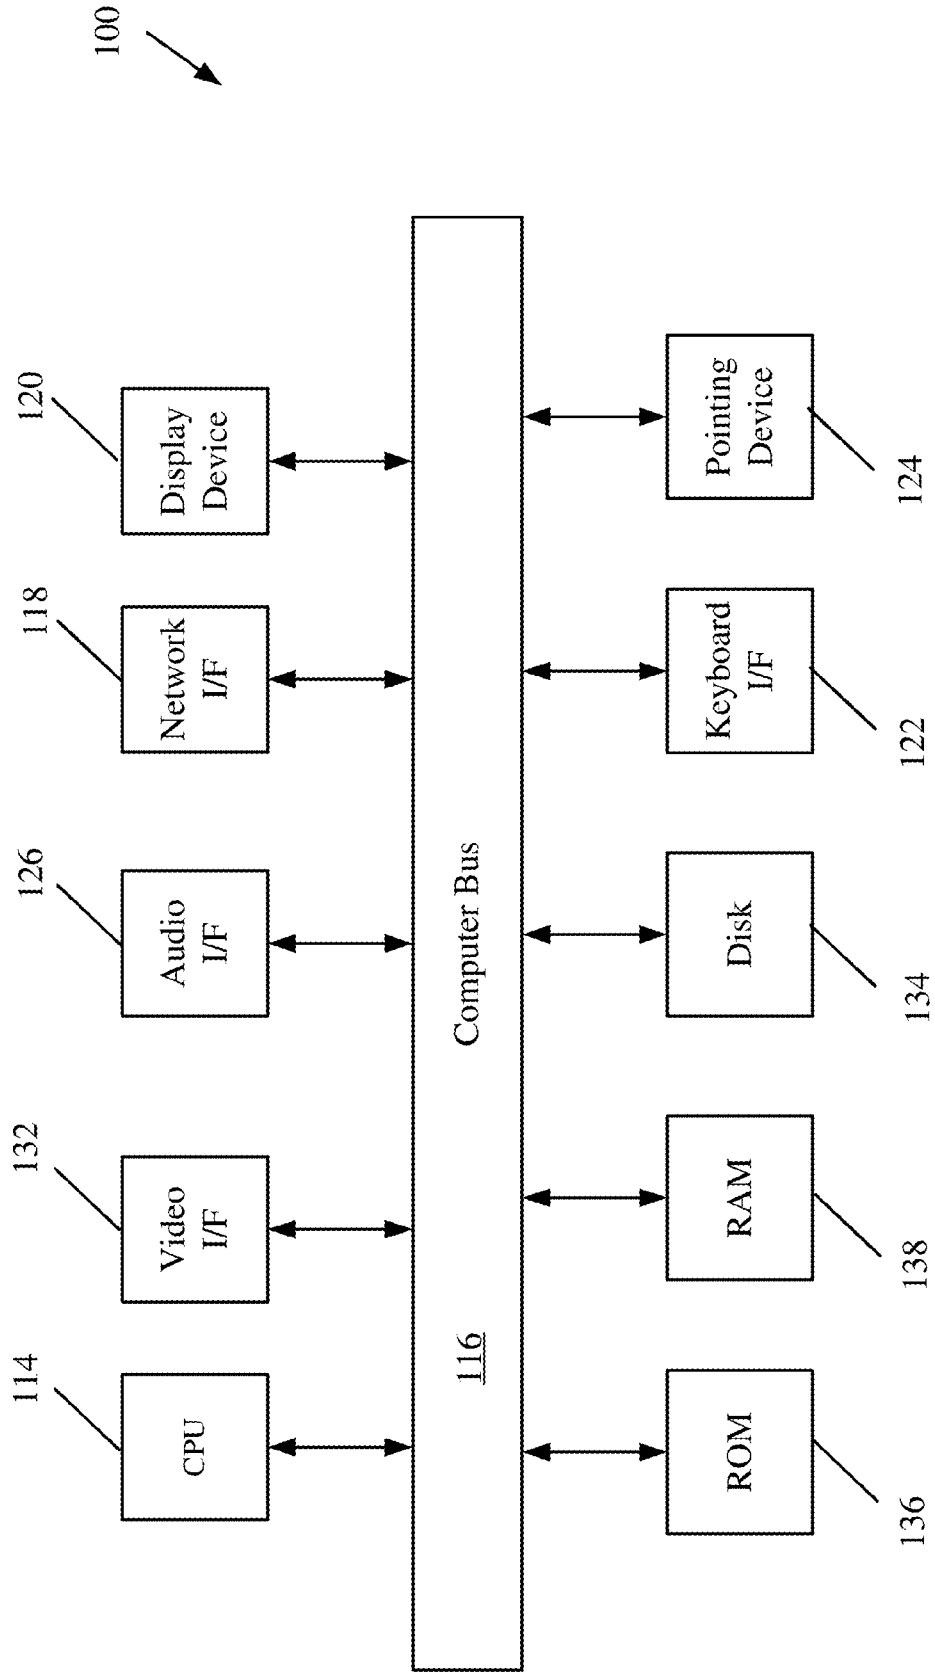 100
114
132
126
118
120
CPU
Video
I/F
Audio
I/F
Network
I/F
Display
Device
116
Computer Bus
ROM
RAM
Disk
Keyboard
I/F
Pointing
Device
136
138
134
122
124